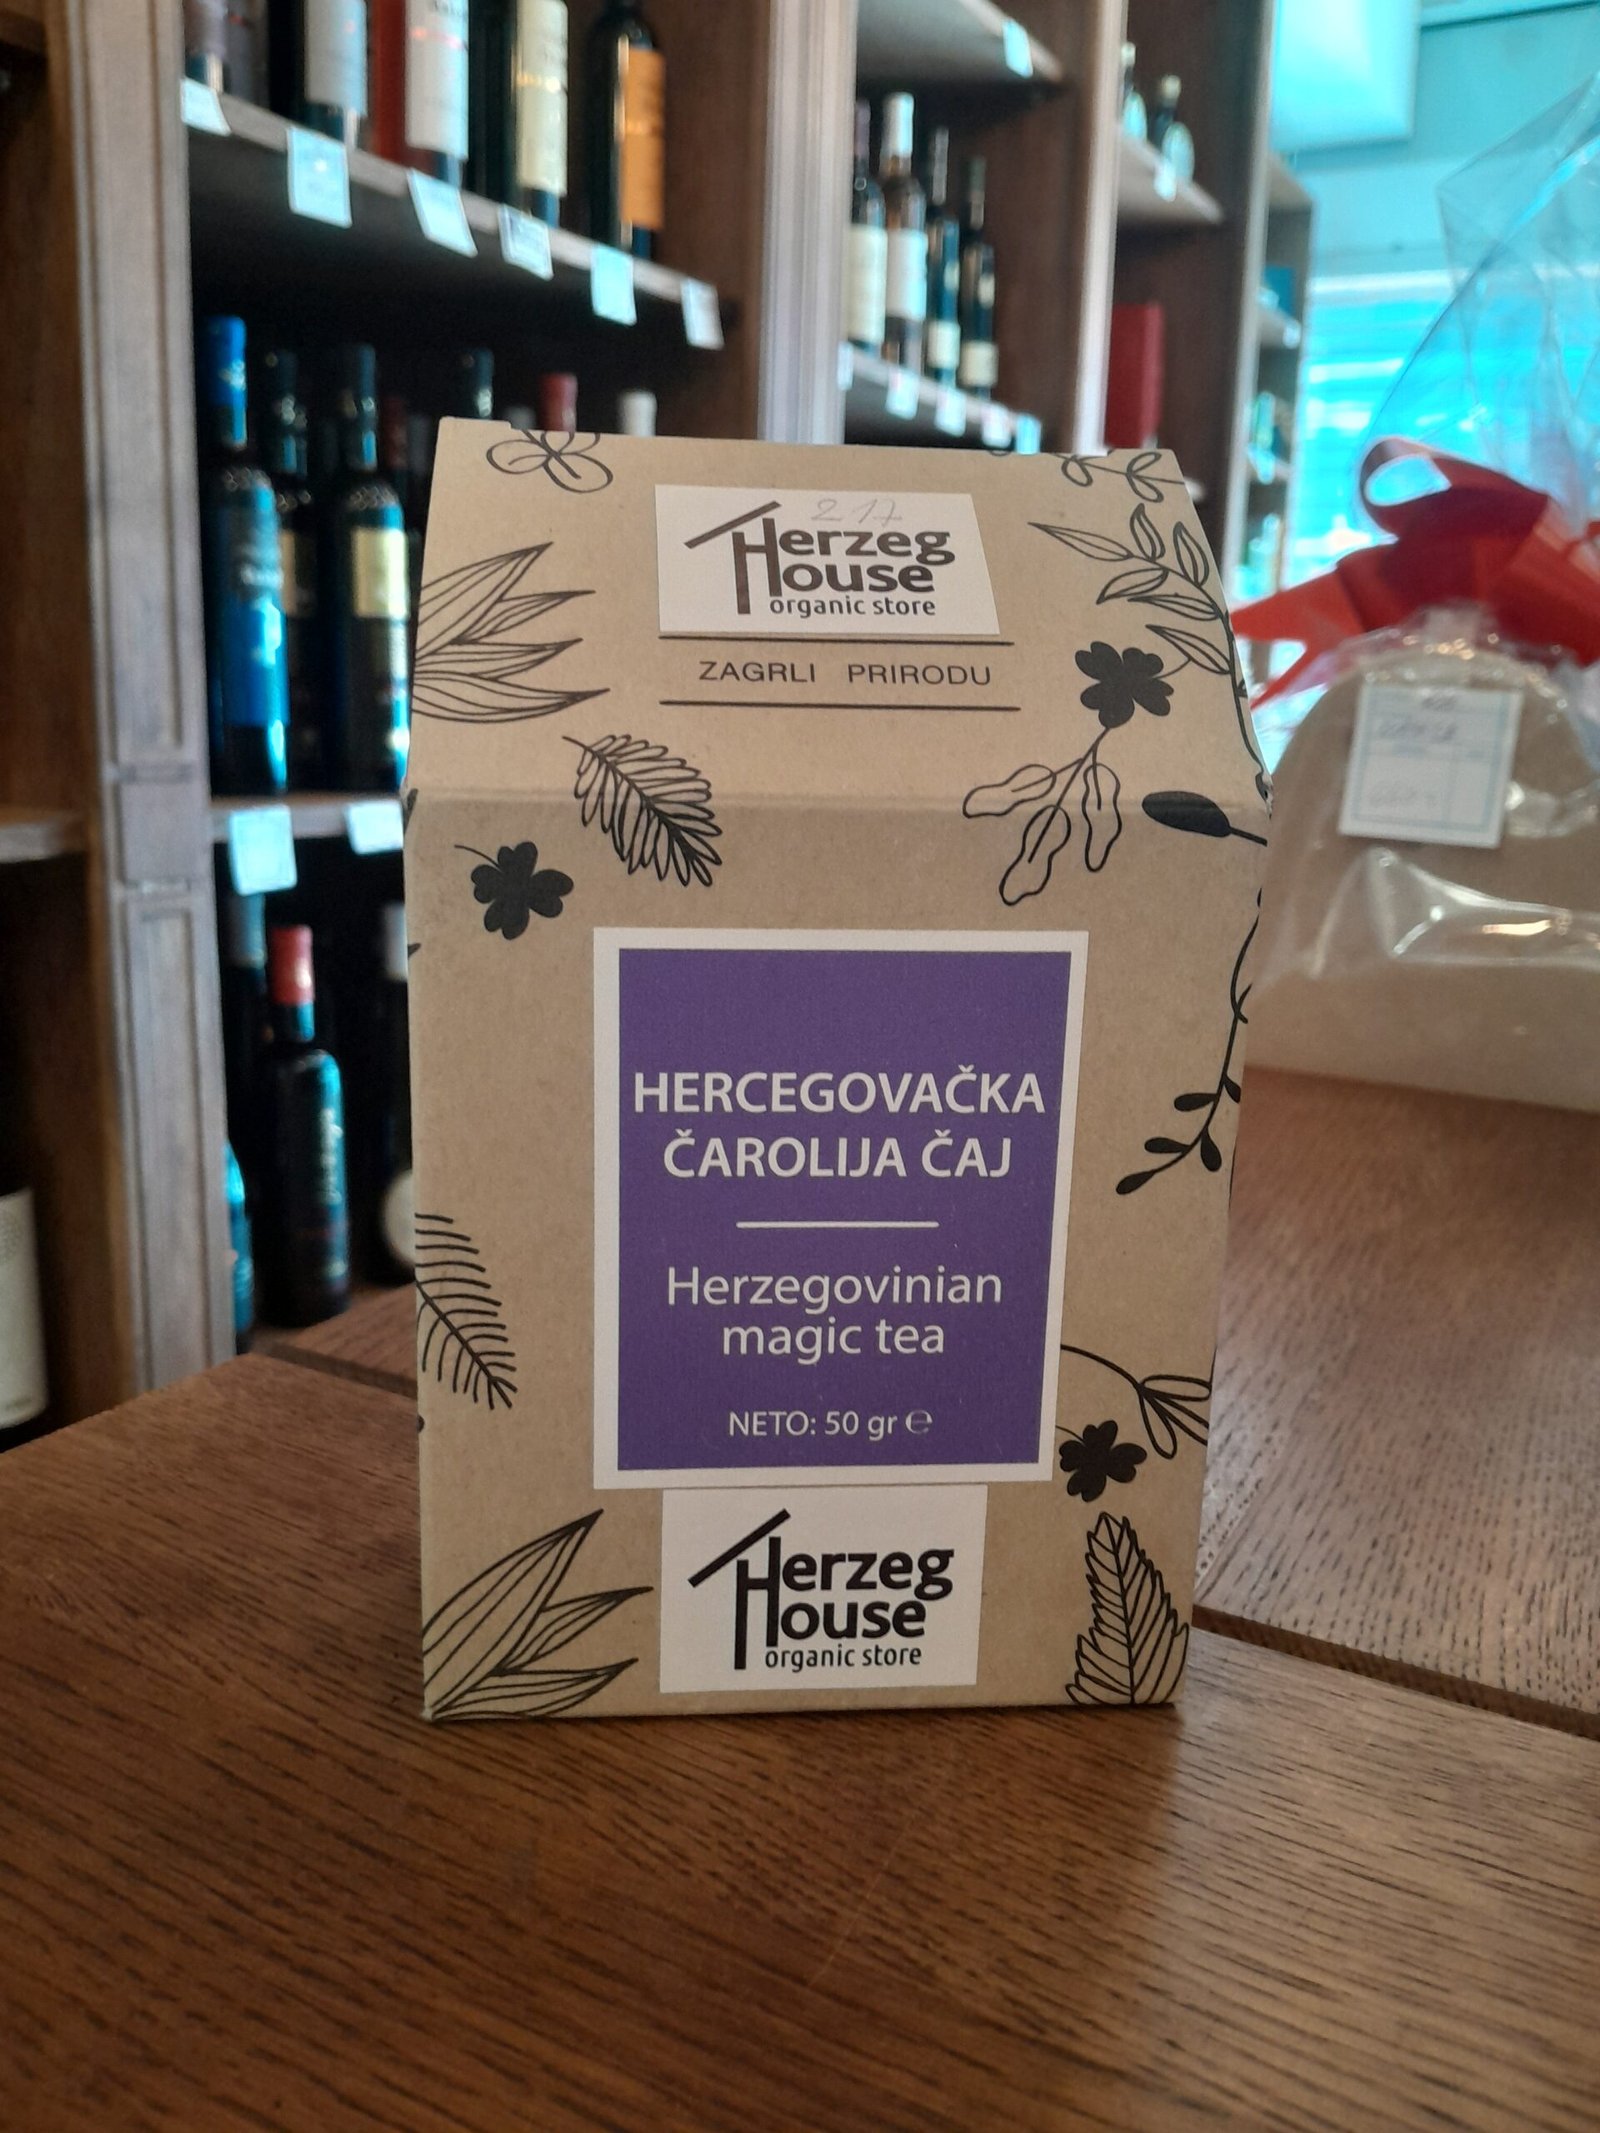 217
Herzeg
House
organic store
ZAGRLI PRIRODU
HERCEGOVAČKA
ČAROLIJA ČAJ
Herzegovinian
magic tea
NETO: 50 gr ℮
Herzeg
House
organic store